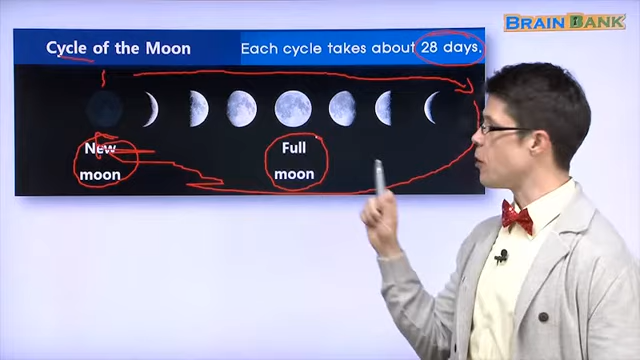 BRAIN BANK
Cycle of the Moon
Each cycle takes about 28 days.
New
moon
Full
moon